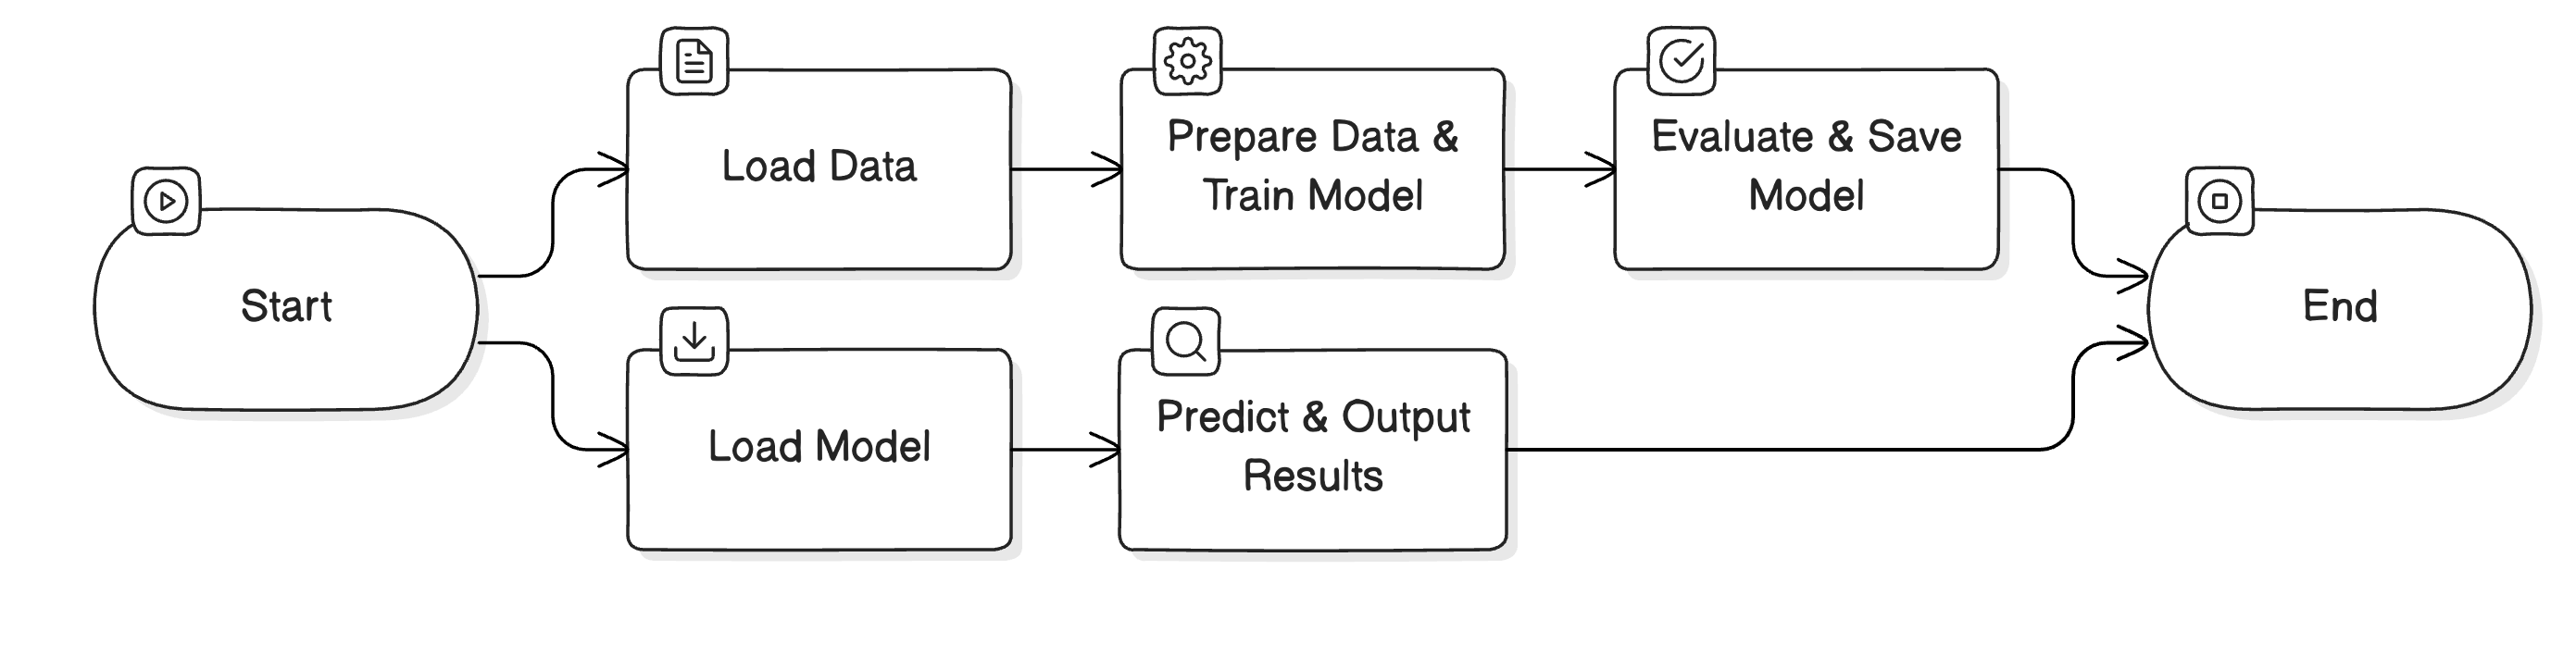 Start
Load Data
Prepare Data &
Train Model
Evaluate & Save
Model
Load Model
Predict & Output
Results
End